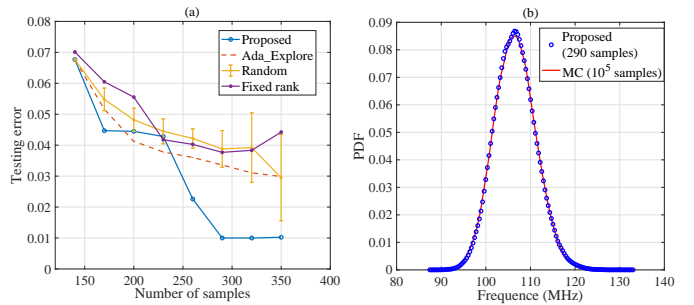 (a)
0.08
0.07
0.06
0.05
0.04
0.03
0.02
0.01
0
100
150
200
250
300
350
400
Testing error
Number of samples
Proposed
Ada_Explore
Random
Fixed rank
(b)
0.09
0.08
0.07
0.06
0.05
0.04
0.03
0.02
0.01
0
80
90
100
110
120
130
140
PDF
Frequence (MHz)
Proposed
(290 samples)
MC (10⁵ samples)